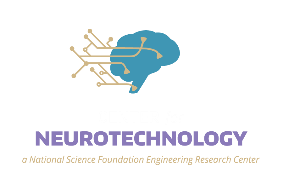 NEUROTECHNOLOGY
a National Science Foundation Engineering Research Center